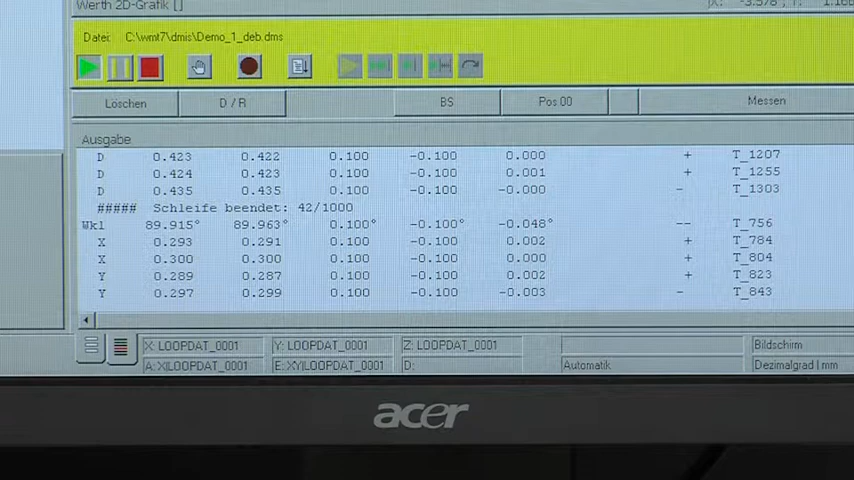 Werth 2D-Grafik []
Datei: C:\wmt7\dmis\Demo_1_deb.dms
Löschen D / R BS Pos 00 Messen
Ausgabe
D 0.423 0.422 0.100 -0.100 0.000 + T_1207
D 0.424 0.423 0.100 -0.100 0.001 + T_1255
D 0.435 0.435 0.100 -0.100 -0.000 - T_1303
##### Schleife beendet: 42/1000
Wkl 89.915° 89.963° 0.100° -0.100° -0.048° -- T_756
X 0.293 0.291 0.100 -0.100 0.002 + T_784
X 0.300 0.300 0.100 -0.100 0.000 + T_804
Y 0.289 0.287 0.100 -0.100 0.002 + T_823
Y 0.297 0.299 0.100 -0.100 -0.003 - T_843
X: LOOPDAT_0001 Y: LOOPDAT_0001 Z: LOOPDAT_0001 Bildschirm
A: X|LOOPDAT_0001 E: XY|LOOPDAT_0001 D: Automatik Dezimalgrad | mm
acer